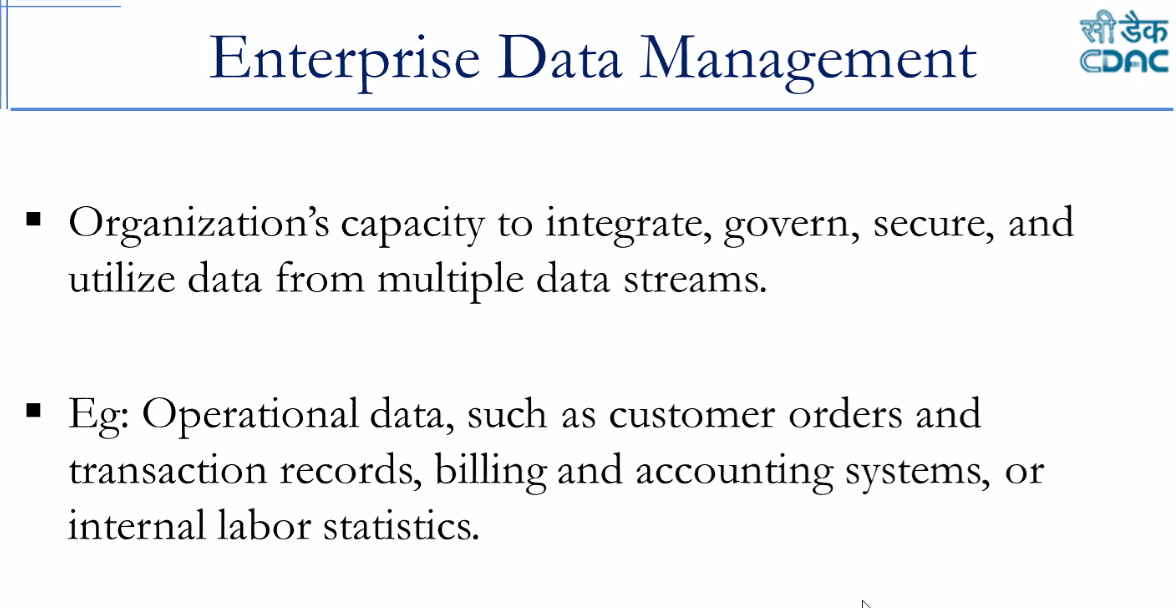 Enterprise Data Management
सी डैक
CDAC
▪ Organization’s capacity to integrate, govern, secure, and
utilize data from multiple data streams.
▪ Eg: Operational data, such as customer orders and
transaction records, billing and accounting systems, or
internal labor statistics.